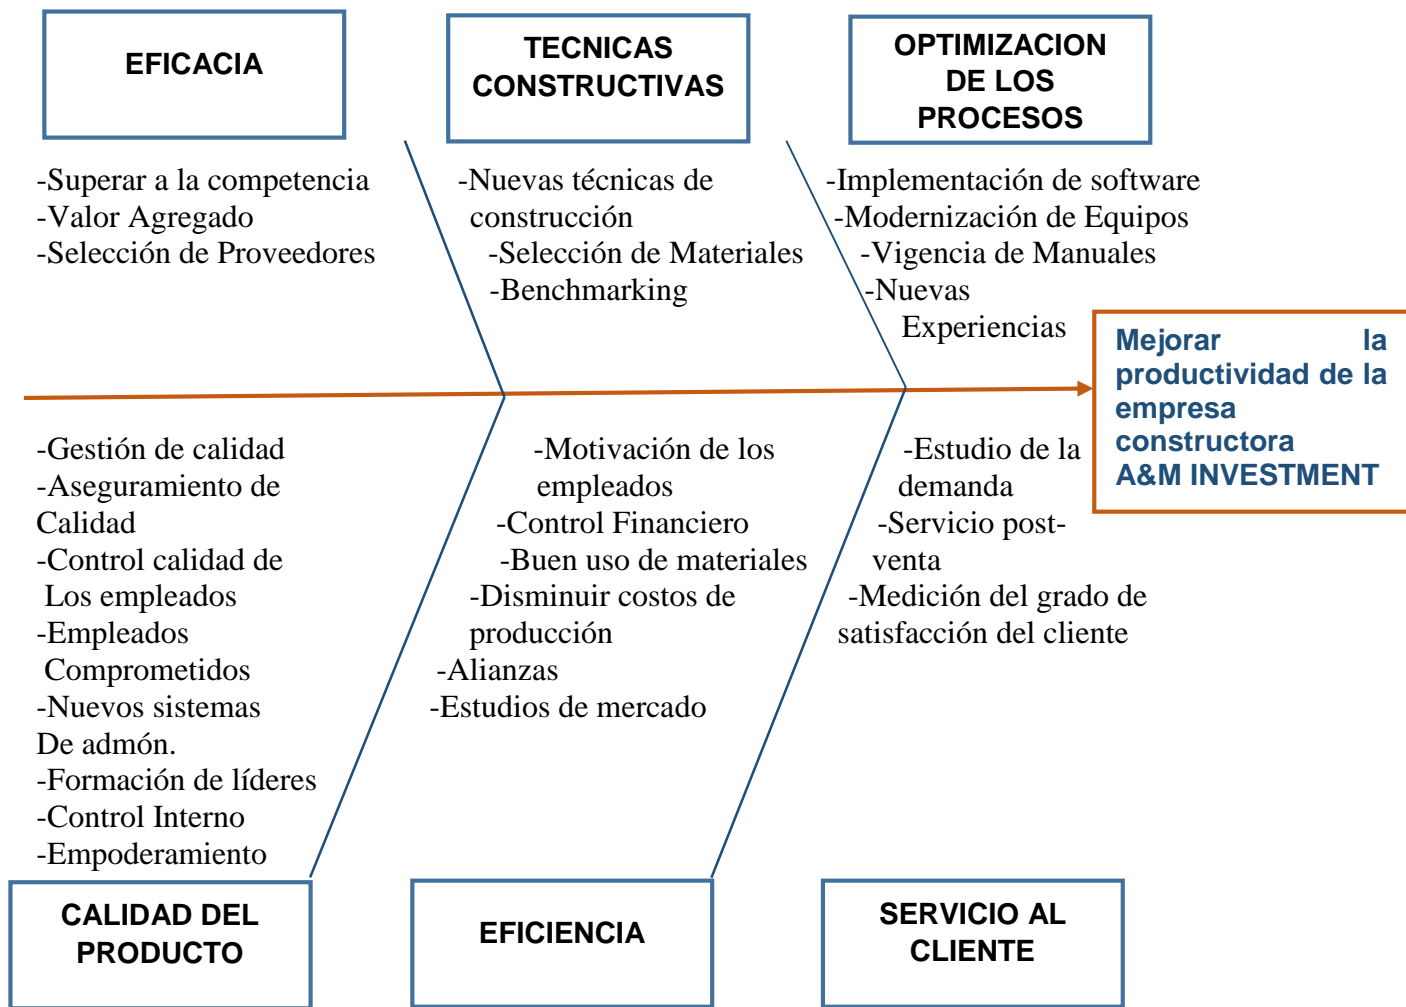 EFICACIA
TECNICAS
CONSTRUCTIVAS
OPTIMIZACION
DE LOS
PROCESOS
-Superar a la competencia
-Valor Agregado
-Selección de Proveedores
-Nuevas técnicas de
construcción
-Selección de Materiales
-Benchmarking
-Implementación de software
-Modernización de Equipos
-Vigencia de Manuales
-Nuevas
Experiencias
Mejorar la
productividad de la
empresa
constructora
A&M INVESTMENT
-Gestión de calidad
-Aseguramiento de
Calidad
-Control calidad de
Los empleados
-Empleados
Comprometidos
-Nuevos sistemas
De admón.
-Formación de líderes
-Control Interno
-Empoderamiento
-Motivación de los
empleados
-Control Financiero
-Buen uso de materiales
-Disminuir costos de
producción
-Alianzas
-Estudios de mercado
-Estudio de la
demanda
-Servicio post-
venta
-Medición del grado de
satisfacción del cliente
CALIDAD DEL
PRODUCTO
EFICIENCIA
SERVICIO AL
CLIENTE